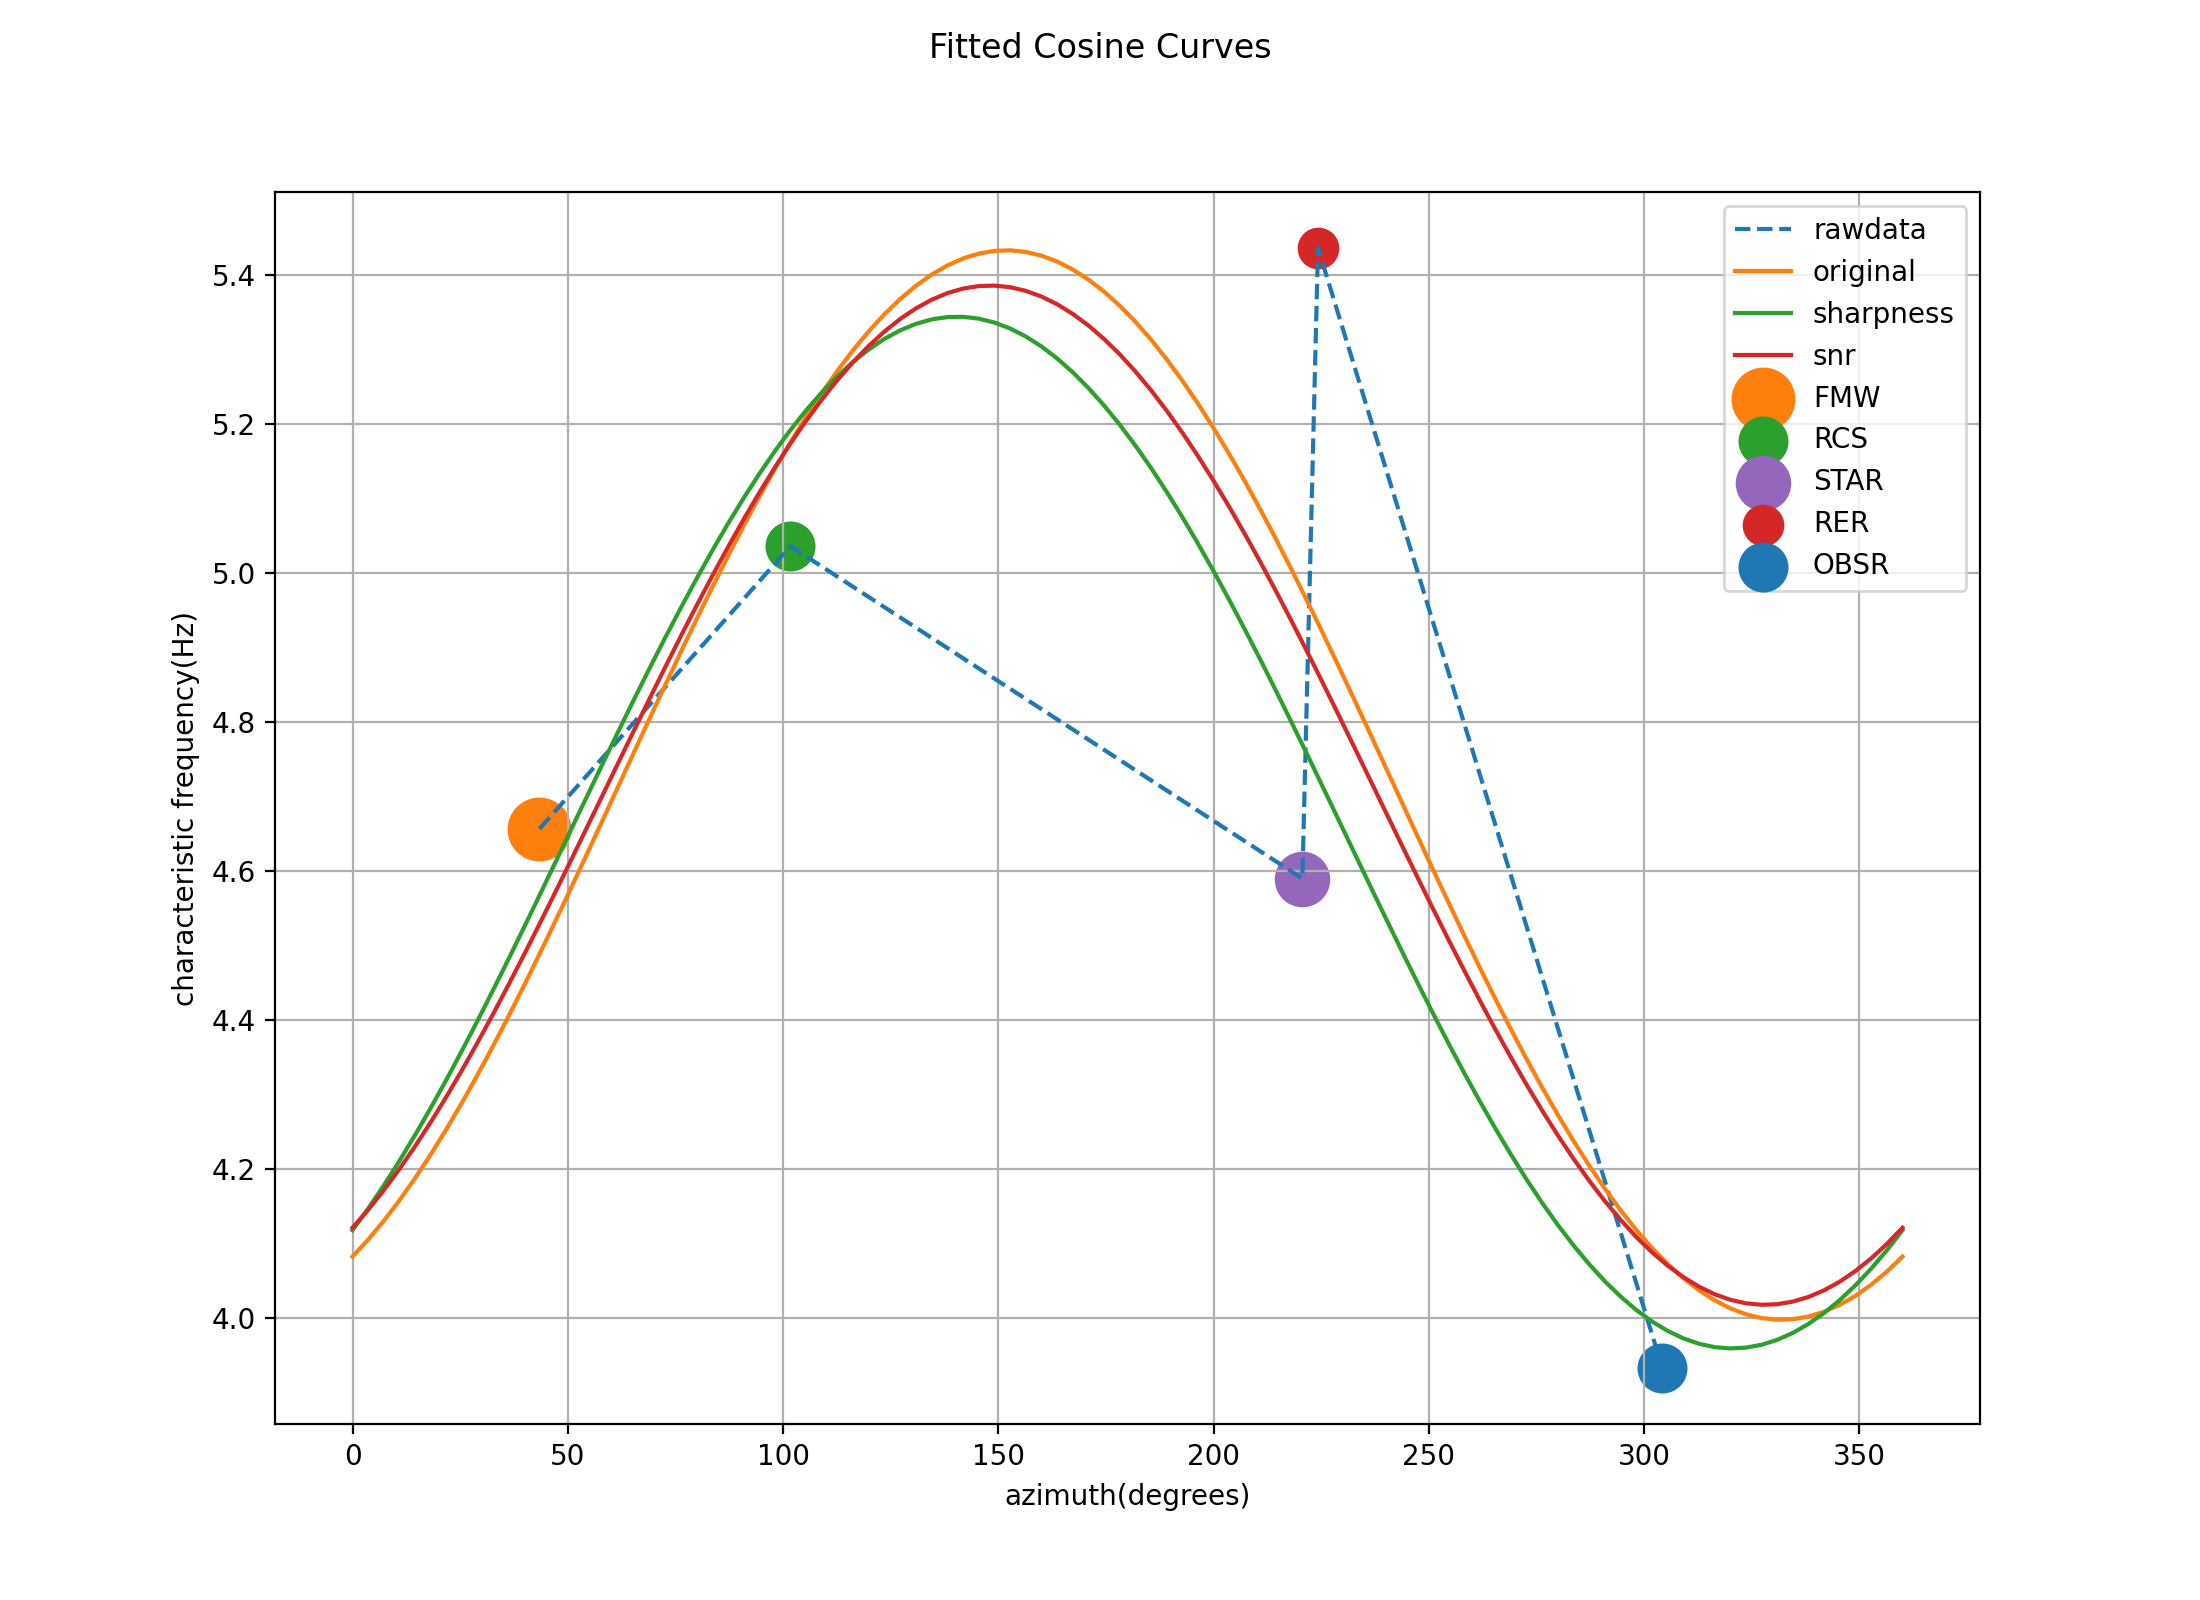 Fitted Cosine Curves
rawdata
original
sharpness
snr
FMW
RCS
STAR
RER
OBSR
5.4
5.2
5.0
4.8
4.6
4.4
4.2
4.0
characteristic frequency(Hz)
0 50 100 150 200 250 300 350
azimuth(degrees)